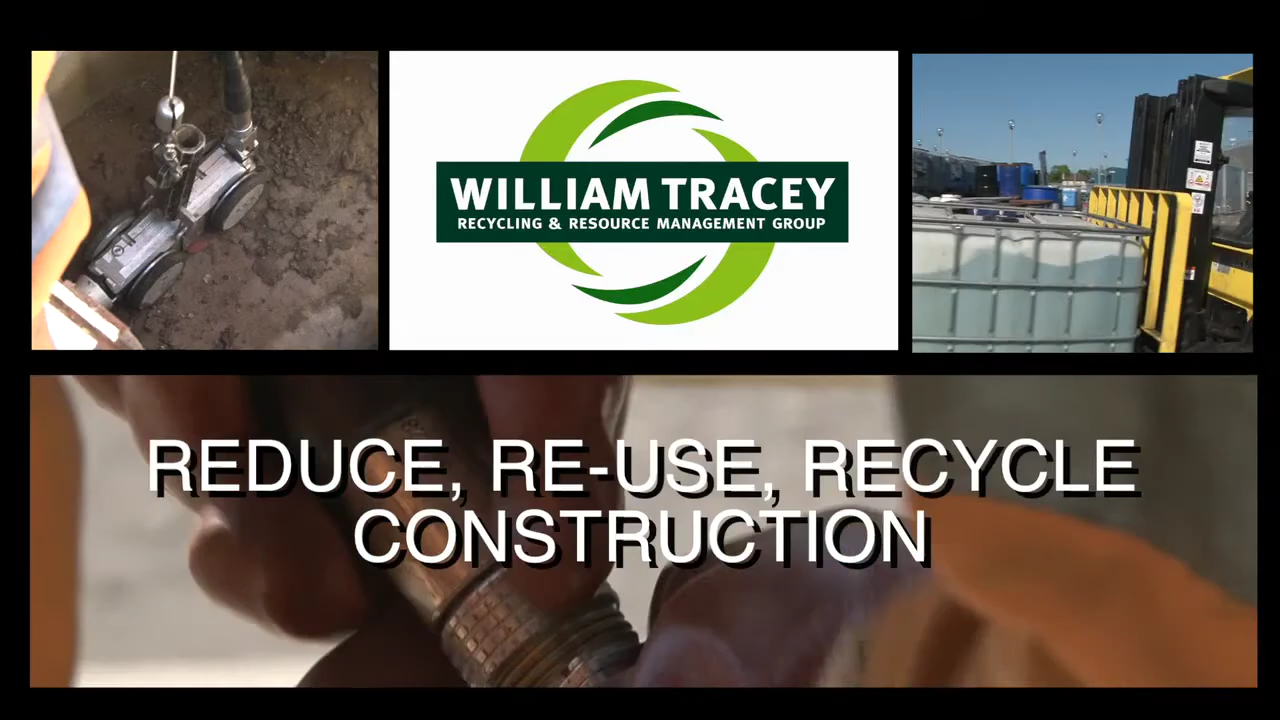 WILLIAM TRACEY
RECYCLING & RESOURCE MANAGEMENT GROUP
REDUCE, RE-USE, RECYCLE
CONSTRUCTION